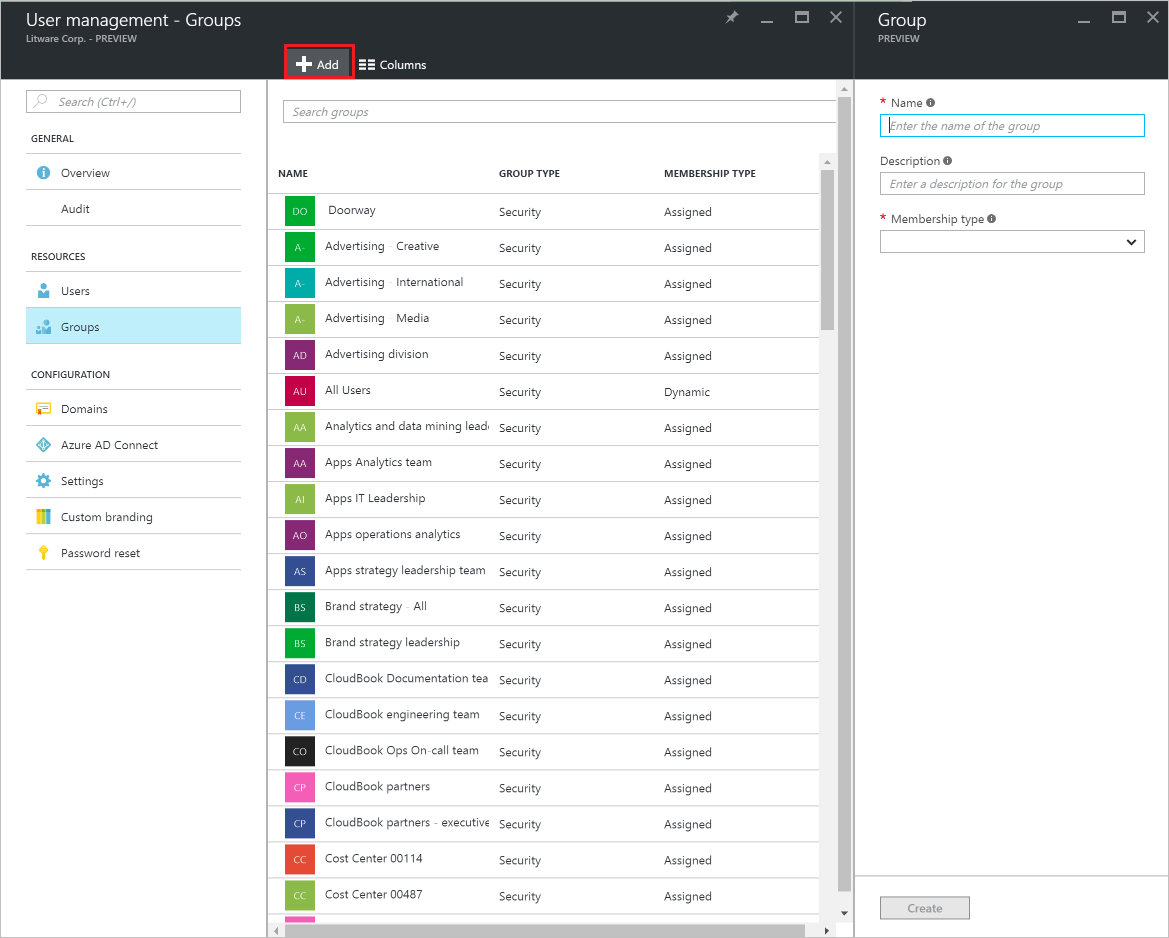 User management - Groups
Litware Corp. - PREVIEW
Add
Columns
Search (Ctrl+/)
GENERAL
Overview
Audit
RESOURCES
Users
Groups
CONFIGURATION
Domains
Azure AD Connect
Settings
Custom branding
Password reset
Search groups
NAME GROUP TYPE MEMBERSHIP TYPE
DO Doorway Security Assigned
A- Advertising - Creative Security Assigned
A- Advertising - International Security Assigned
A- Advertising - Media Security Assigned
AD Advertising division Security Assigned
AU All Users Security Dynamic
AA Analytics and data mining lead Security Assigned
AA Apps Analytics team Security Assigned
AI Apps IT Leadership Security Assigned
AO Apps operations analytics Security Assigned
AS Apps strategy leadership team Security Assigned
BS Brand strategy - All Security Assigned
BS Brand strategy leadership Security Assigned
CD CloudBook Documentation tea Security Assigned
CE CloudBook engineering team Security Assigned
CO CloudBook Ops On-call team Security Assigned
CP CloudBook partners Security Assigned
CP CloudBook partners - executive Security Assigned
CC Cost Center 00114 Security Assigned
CC Cost Center 00487 Security Assigned
Group
PREVIEW
* Name
Enter the name of the group
Description
Enter a description for the group
* Membership type
Create